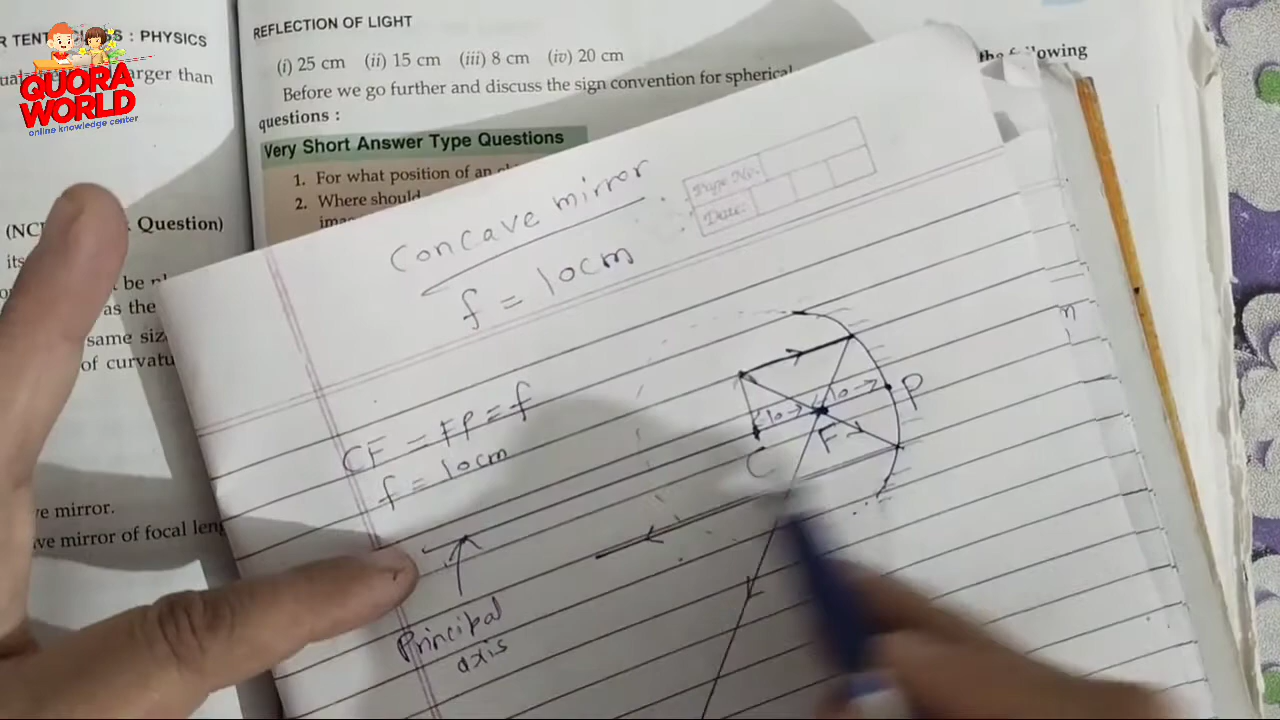 R TENTH CLASS : PHYSICS
arger than
QUORA
WORLD
online knowledge center
REFLECTION OF LIGHT
(i) 25 cm (ii) 15 cm (iii) 8 cm (iv) 20 cm
Before we go further and discuss the sign convention for spherical
questions :
the following
Very Short Answer Type Questions
1. For what position of an
2. Where should
Question)
its
t be
as the
same siz
of curvatu
e mirror.
ve mirror of focal leng
Concave mirror
Page No.
Date:
f = 10cm
CF = FP = f
f = 10cm
Principal
axis
10
10
P
F
C